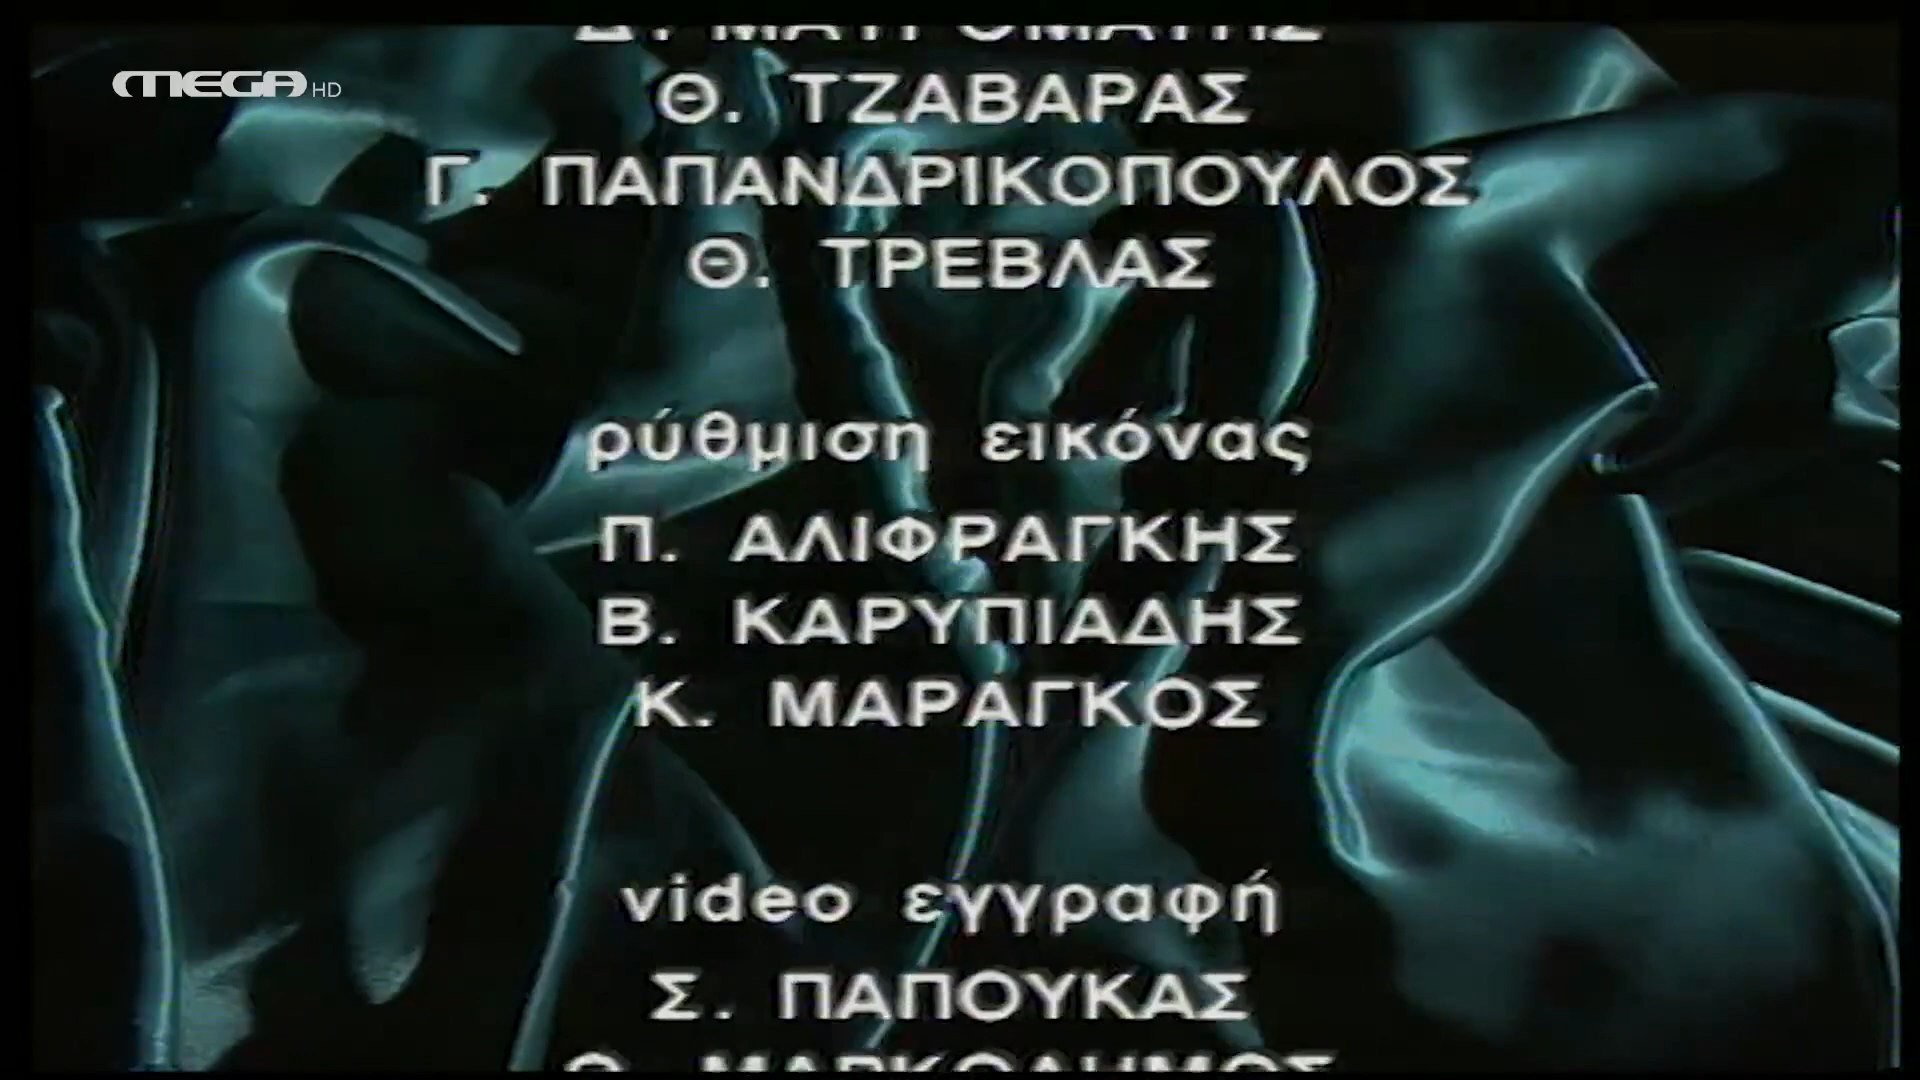 MEGA HD
Θ. ΤΖΑΒΑΡΑΣ
Γ. ΠΑΠΑΝΔΡΙΚΟΠΟΥΛΟΣ
Θ. ΤΡΕΒΛΑΣ
ρύθμιση εικόνας
Π. ΑΛΙΦΡΑΓΚΗΣ
Β. ΚΑΡΥΠΙΑΔΗΣ
Κ. ΜΑΡΑΓΚΟΣ
video εγγραφή
Σ. ΠΑΠΟΥΚΑΣ